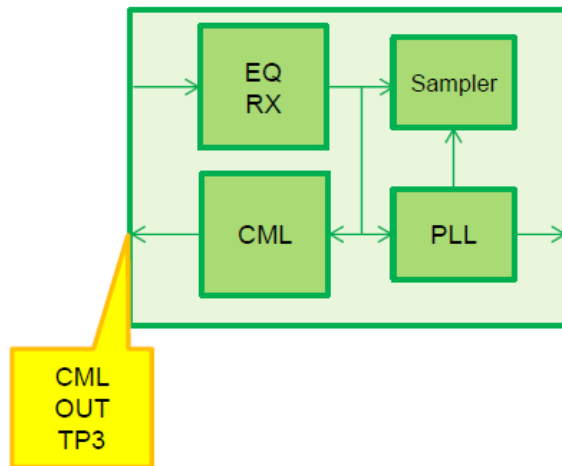 EQ
RX
Sampler
CML
PLL
CML
OUT
TP3